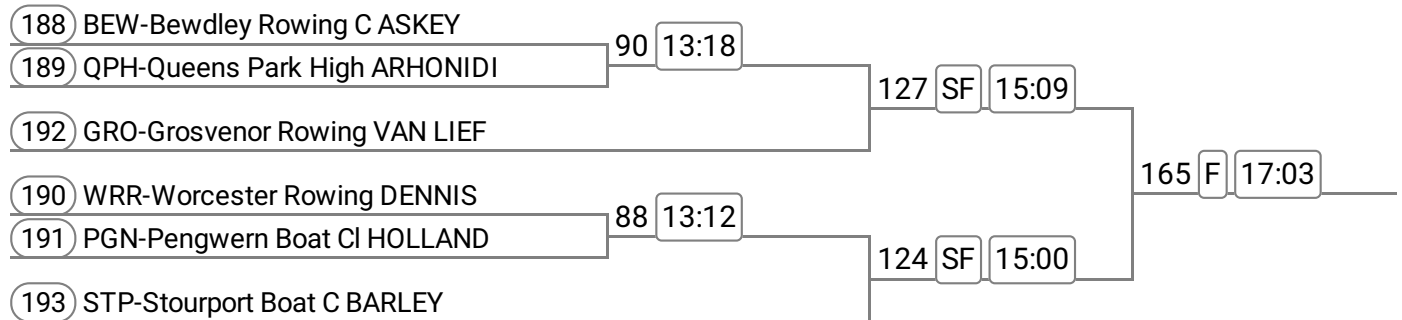 188 BEW-Bewdley Rowing C ASKEY
90 13:18
189 QPH-Queens Park High ARHONIDI
127 SF 15:09
192 GRO-Grosvenor Rowing VAN LIEF
165 F 17:03
190 WRR-Worcester Rowing DENNIS
88 13:12
191 PGN-Pengwern Boat Cl HOLLAND
124 SF 15:00
193 STP-Stourport Boat C BARLEY